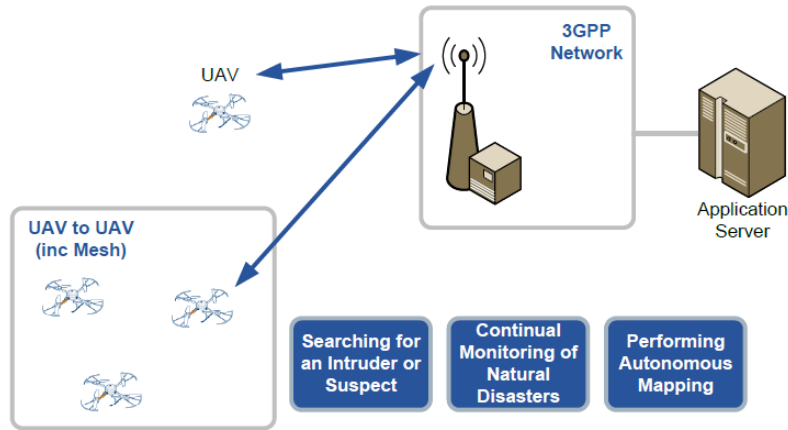 3GPP
Network
UAV
Application
Server
UAV to UAV
(inc Mesh)
Searching for
an Intruder or
Suspect
Continual
Monitoring of
Natural
Disasters
Performing
Autonomous
Mapping